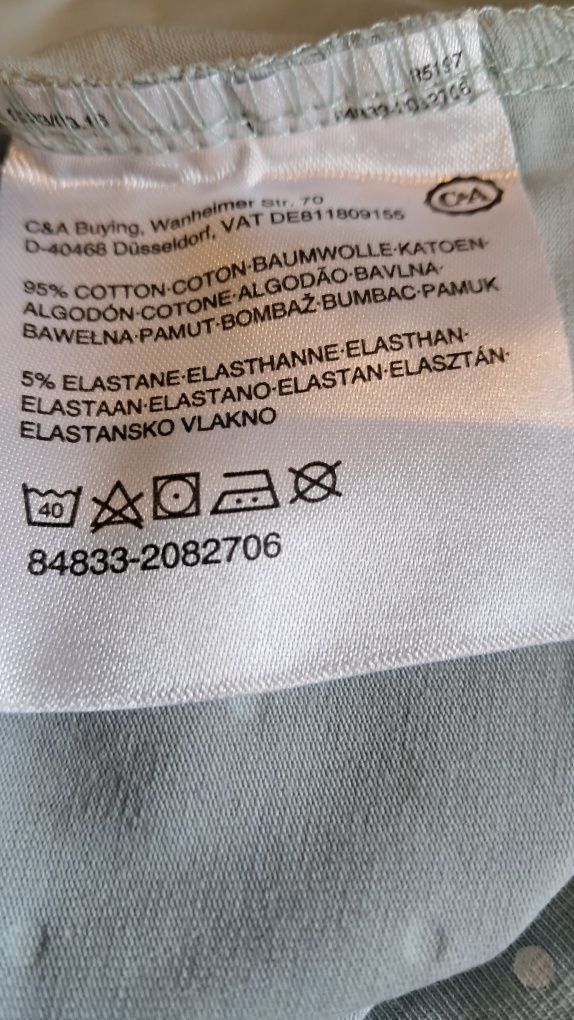 R5197
C&A
C&A Buying, Wanheimer Str. 70
D-40468 Düsseldorf, VAT DE811809155
95% COTTON·COTON·BAUMWOLLE·KATOEN·
ALGODÓN·COTONE·ALGODÃO·BAVLNA·
BAWEŁNA·PAMUT·BOMBAŽ·BUMBAC·PAMUK
5% ELASTANE·ELASTHANNE·ELASTHAN·
ELASTAAN·ELASTANO·ELASTAN·ELASZTÁN·
ELASTANSKO VLAKNO
40
84833-2082706